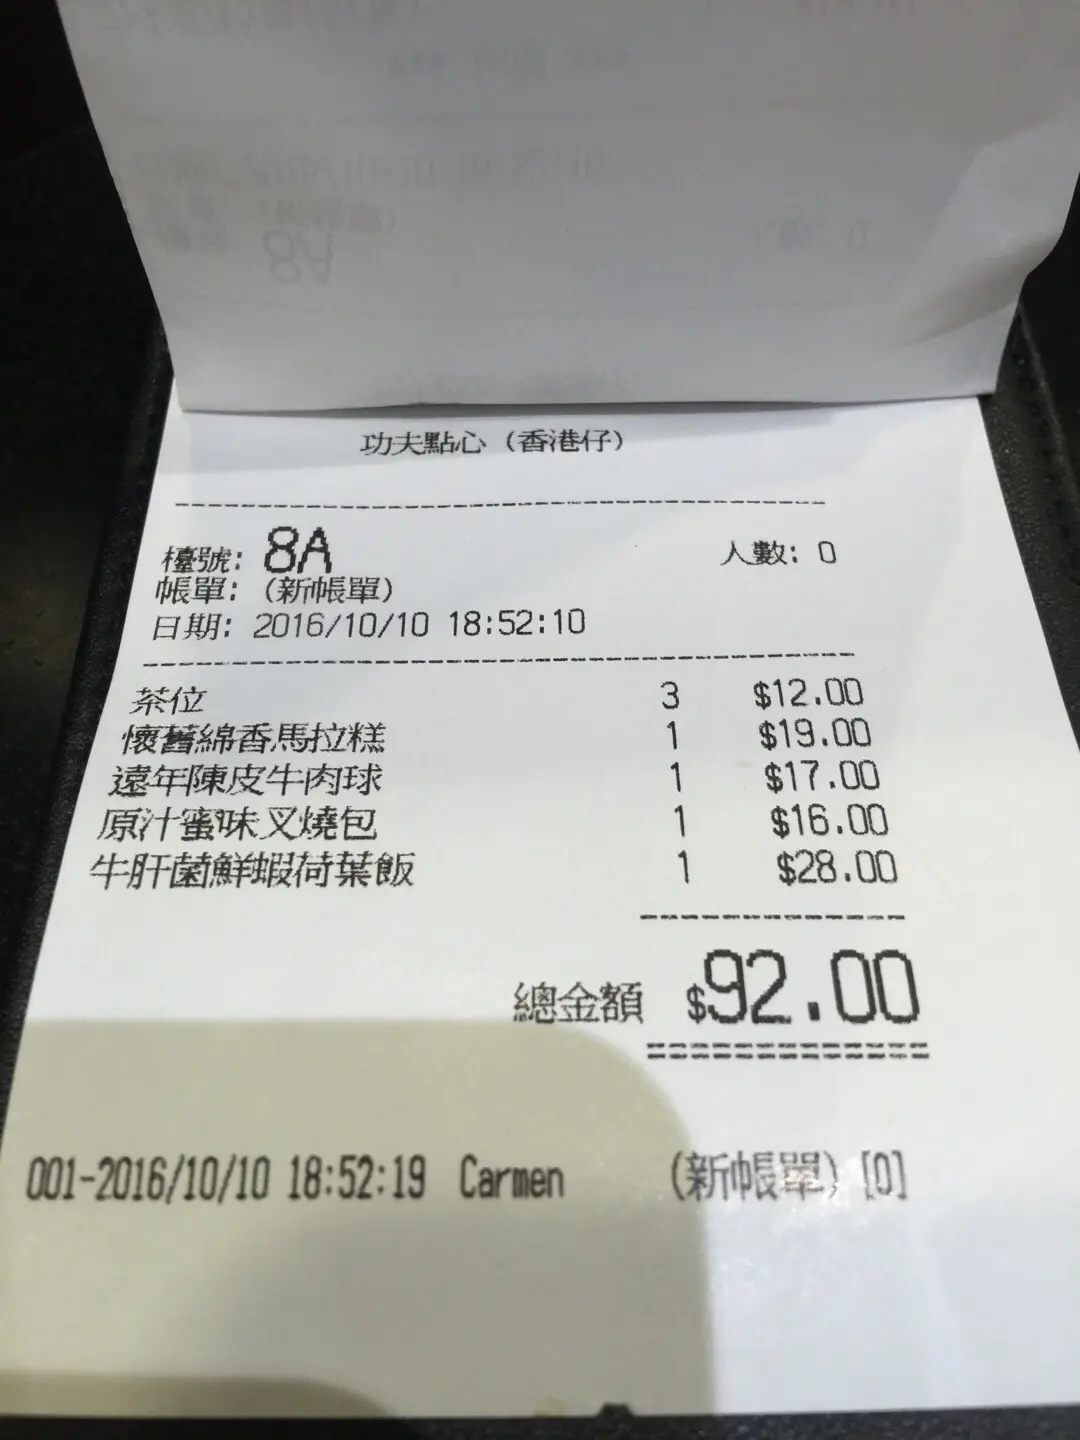 功夫點心 (香港仔)
檯號: 8A 人數: 0
帳單: (新帳單)
日期: 2016/10/10 18:52:10
茶位 3 $12.00
懷舊綿香馬拉糕 1 $19.00
遠年陳皮牛肉球 1 $17.00
原汁蜜味叉燒包 1 $16.00
牛肝菌鮮蝦荷葉飯 1 $28.00
總金額 $92.00
001-2016/10/10 18:52:19 Carmen (新帳單) [0]